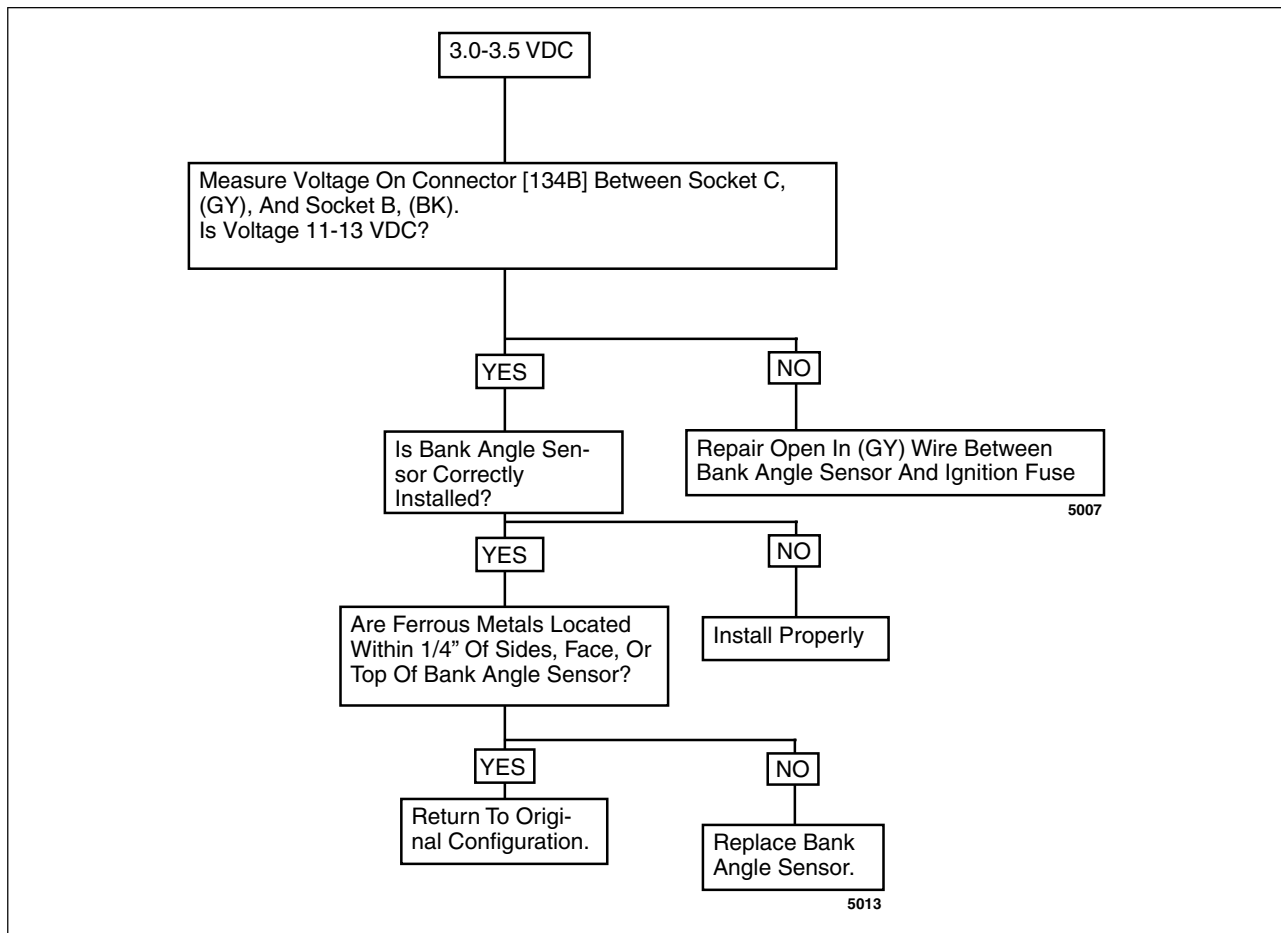 3.0-3.5 VDC
Measure Voltage On Connector [134B] Between Socket C,
(GY), And Socket B, (BK).
Is Voltage 11-13 VDC?
YES
NO
Is Bank Angle Sen-
sor Correctly
Installed?
Repair Open In (GY) Wire Between
Bank Angle Sensor And Ignition Fuse
5007
YES
NO
Are Ferrous Metals Located
Within 1/4” Of Sides, Face, Or
Top Of Bank Angle Sensor?
Install Properly
YES
NO
Return To Origi-
nal Configuration.
Replace Bank
Angle Sensor.
5013